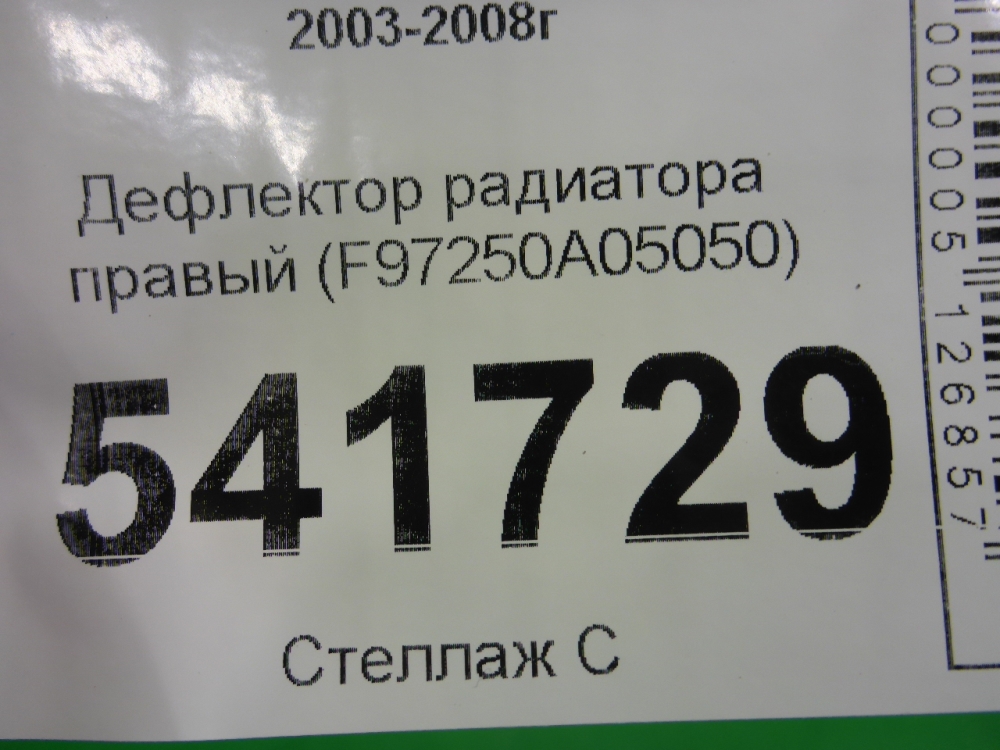 2003-2008г
Дефлектор радиатора
правый (F97250A05050)
541729
Стеллаж С